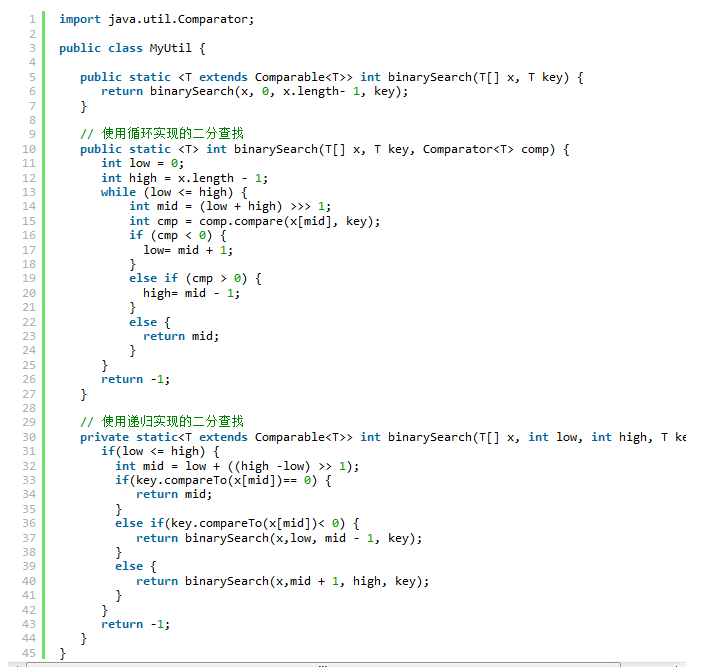 1 import java.util.Comparator;
2
3 public class MyUtil {
4
5 public static <T extends Comparable<T>> int binarySearch(T[] x, T key) {
6 return binarySearch(x, 0, x.length- 1, key);
7 }
8
9 // 使用循环实现的二分查找
10 public static <T> int binarySearch(T[] x, T key, Comparator<T> comp) {
11 int low = 0;
12 int high = x.length - 1;
13 while (low <= high) {
14 int mid = (low + high) >>> 1;
15 int cmp = comp.compare(x[mid], key);
16 if (cmp < 0) {
17 low= mid + 1;
18 }
19 else if (cmp > 0) {
20 high= mid - 1;
21 }
22 else {
23 return mid;
24 }
25 }
26 return -1;
27 }
28
29 // 使用递归实现的二分查找
30 private static<T extends Comparable<T>> int binarySearch(T[] x, int low, int high, T ke
31 if(low <= high) {
32 int mid = low + ((high -low) >> 1);
33 if(key.compareTo(x[mid])== 0) {
34 return mid;
35 }
36 else if(key.compareTo(x[mid])< 0) {
37 return binarySearch(x,low, mid - 1, key);
38 }
39 else {
40 return binarySearch(x,mid + 1, high, key);
41 }
42 }
43 return -1;
44 }
45 }